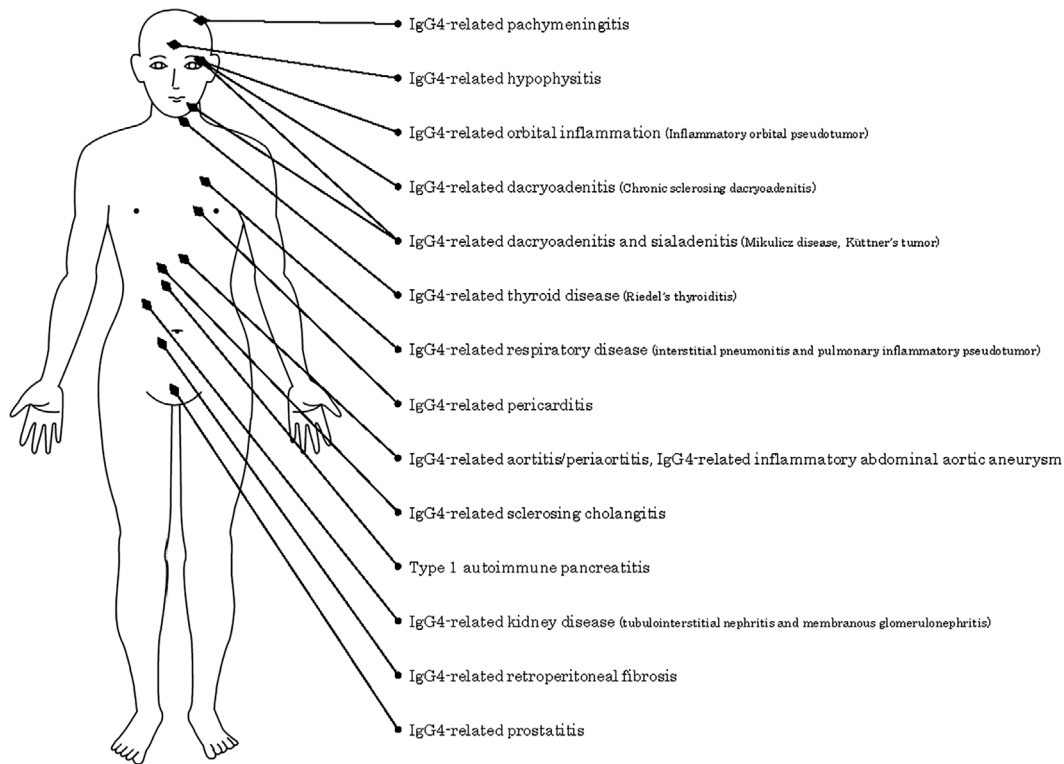 IgG4-related pachymeningitis
IgG4-related hypophysitis
IgG4-related orbital inflammation (Inflammatory orbital pseudotumor)
IgG4-related dacryoadenitis (Chronic sclerosing dacryoadenitis)
IgG4-related dacryoadenitis and sialadenitis (Mikulicz disease, Küttner's tumor)
IgG4-related thyroid disease (Riedel's thyroiditis)
IgG4-related respiratory disease (interstitial pneumonitis and pulmonary inflammatory pseudotumor)
IgG4-related pericarditis
IgG4-related aortitis/periaortitis, IgG4-related inflammatory abdominal aortic aneurysm
IgG4-related sclerosing cholangitis
Type 1 autoimmune pancreatitis
IgG4-related kidney disease (tubulointerstitial nephritis and membranous glomerulonephritis)
IgG4-related retroperitoneal fibrosis
IgG4-related prostatitis